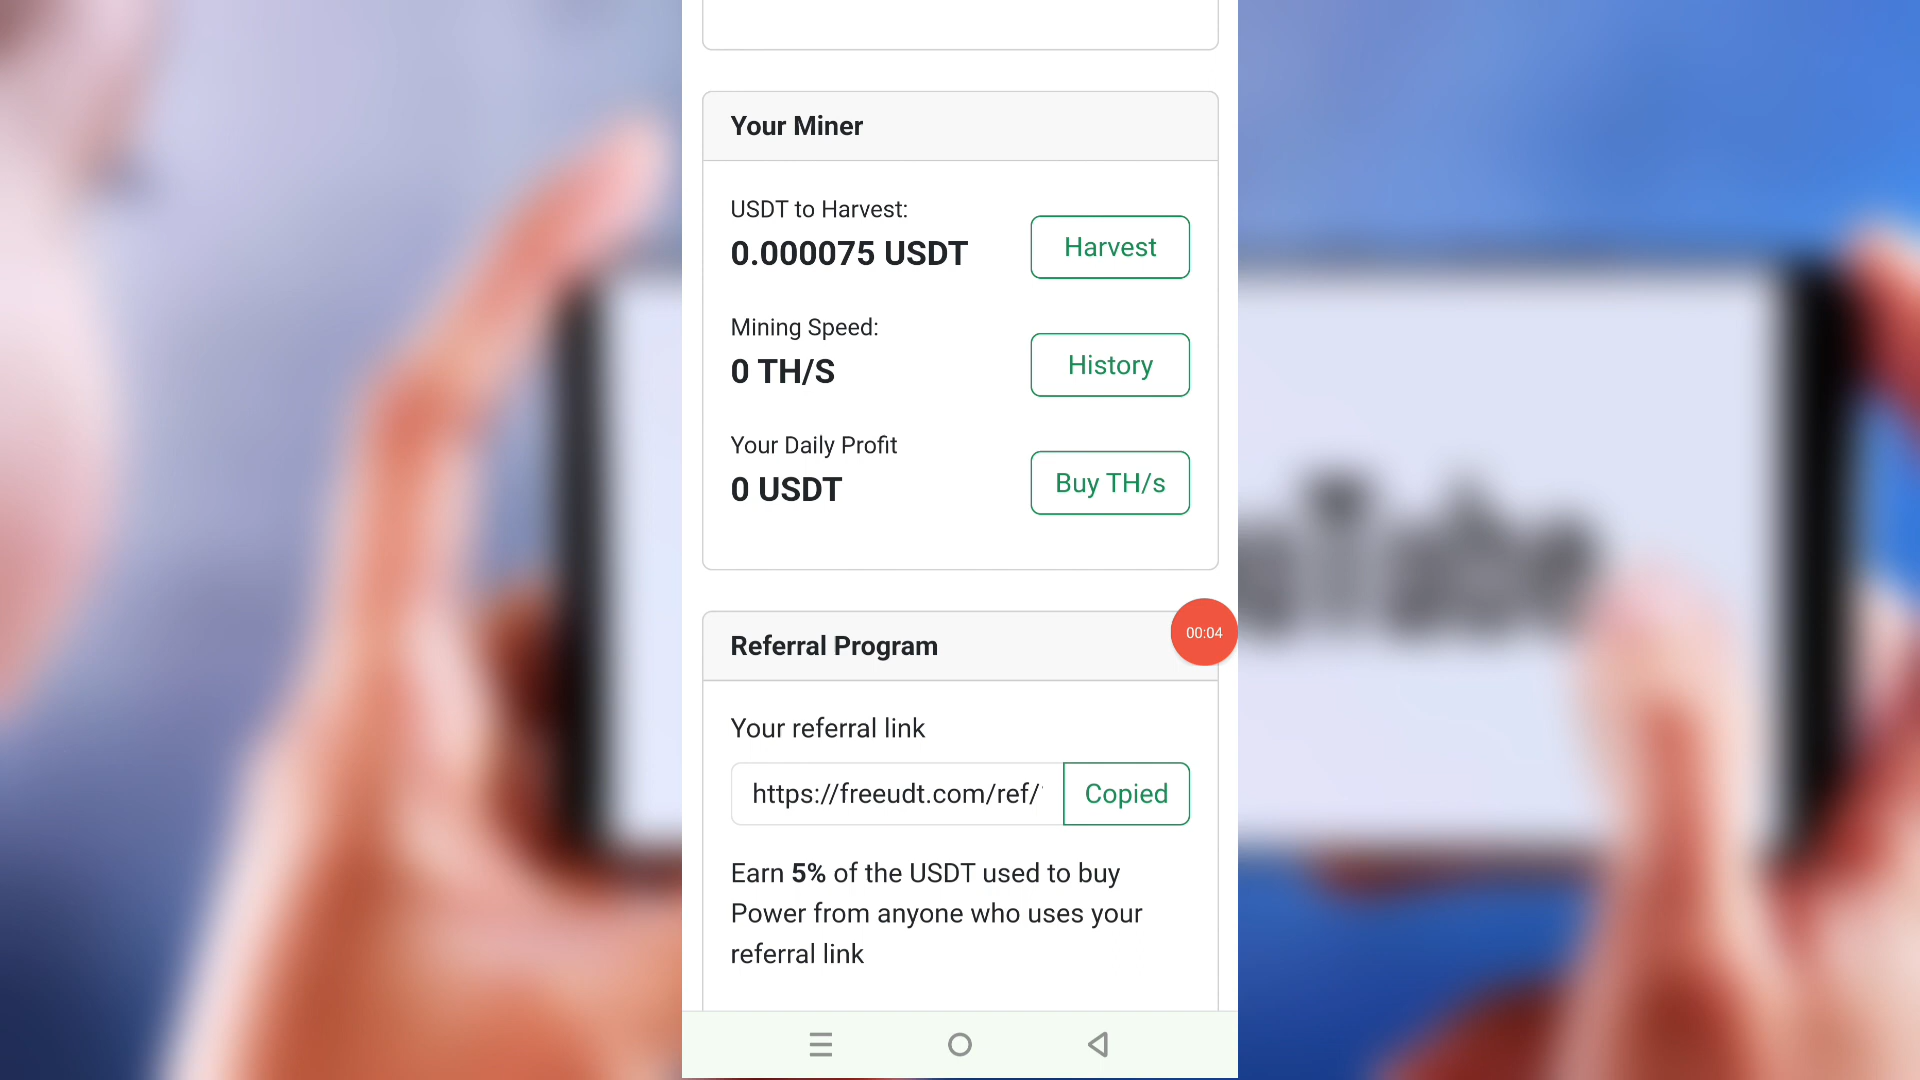 Your Miner
USDT to Harvest:
0.000075 USDT
Harvest
Mining Speed:
0 TH/S
History
Your Daily Profit
0 USDT
Buy TH/s
Referral Program
00:04
Your referral link
https://freeudt.com/ref/
Copied
Earn 5% of the USDT used to buy
Power from anyone who uses your
referral link